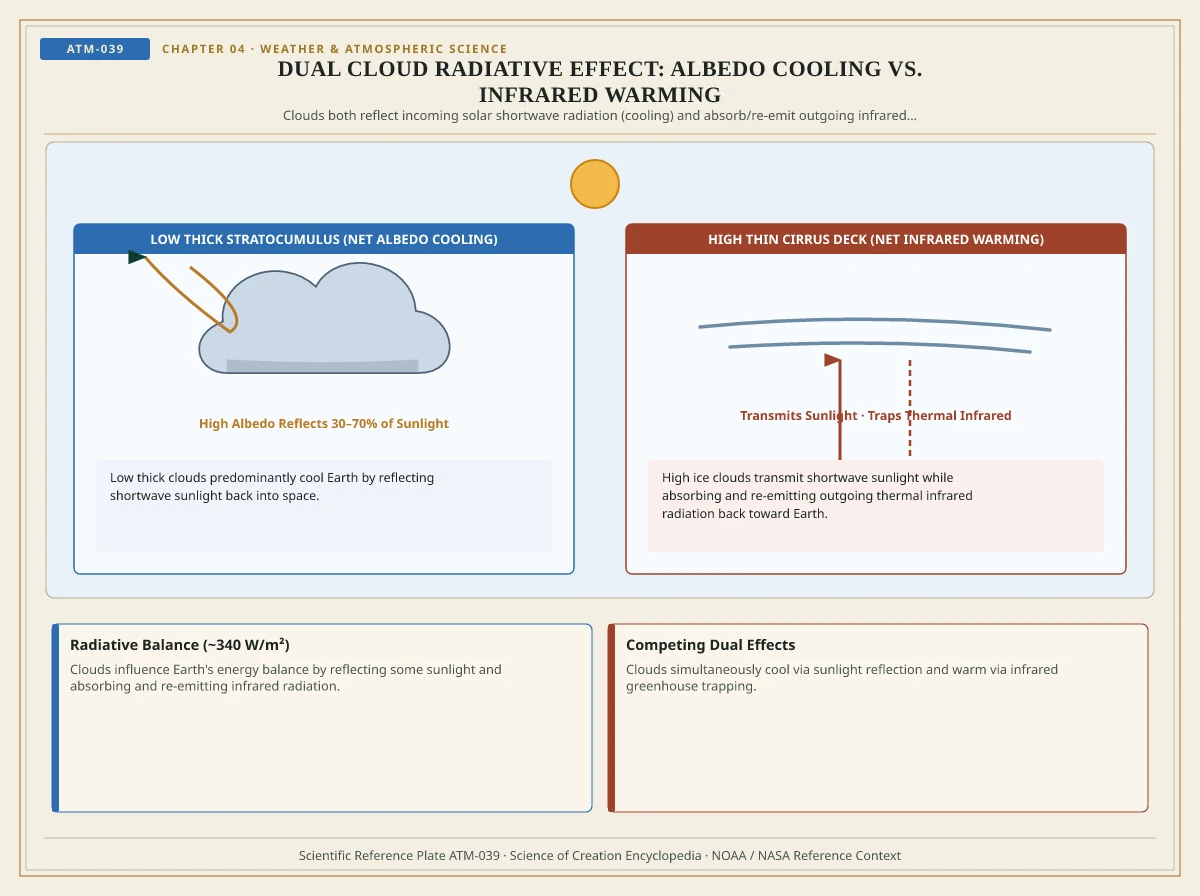 ATM-039
CHAPTER 04 · WEATHER & ATMOSPHERIC SCIENCE
DUAL CLOUD RADIATIVE EFFECT: ALBEDO COOLING VS.
INFRARED WARMING
Clouds both reflect incoming solar shortwave radiation (cooling) and absorb/re-emit outgoing infrared…
LOW THICK STRATOCUMULUS (NET ALBEDO COOLING)
High Albedo Reflects 30–70% of Sunlight
Low thick clouds predominantly cool Earth by reflecting
shortwave sunlight back into space.
HIGH THIN CIRRUS DECK (NET INFRARED WARMING)
Transmits Sunlight · Traps Thermal Infrared
High ice clouds transmit shortwave sunlight while
absorbing and re-emitting outgoing thermal infrared
radiation back toward Earth.
Radiative Balance (~340 W/m²)
Clouds influence Earth's energy balance by reflecting some sunlight and
absorbing and re-emitting infrared radiation.
Competing Dual Effects
Clouds simultaneously cool via sunlight reflection and warm via infrared
greenhouse trapping.
Scientific Reference Plate ATM-039 · Science of Creation Encyclopedia · NOAA / NASA Reference Context